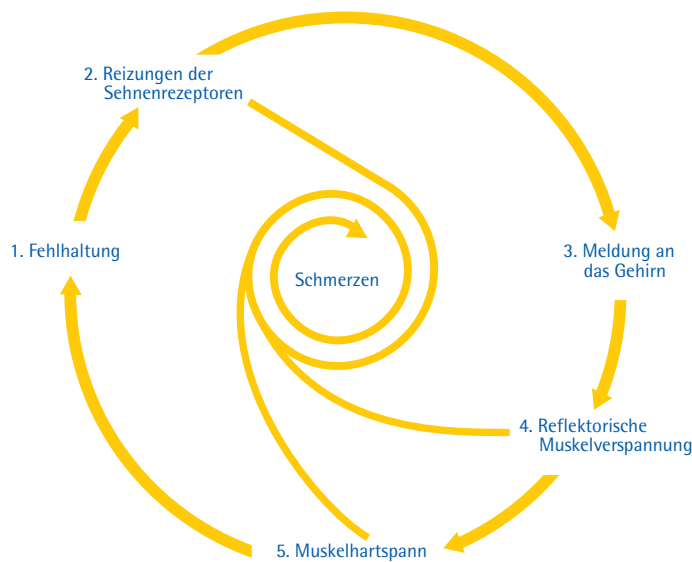 2. Reizungen der
Sehnenrezeptoren
1. Fehlhaltung
3. Meldung an
das Gehirn
Schmerzen
4. Reflektorische
Muskelverspannung
5. Muskelhartspann